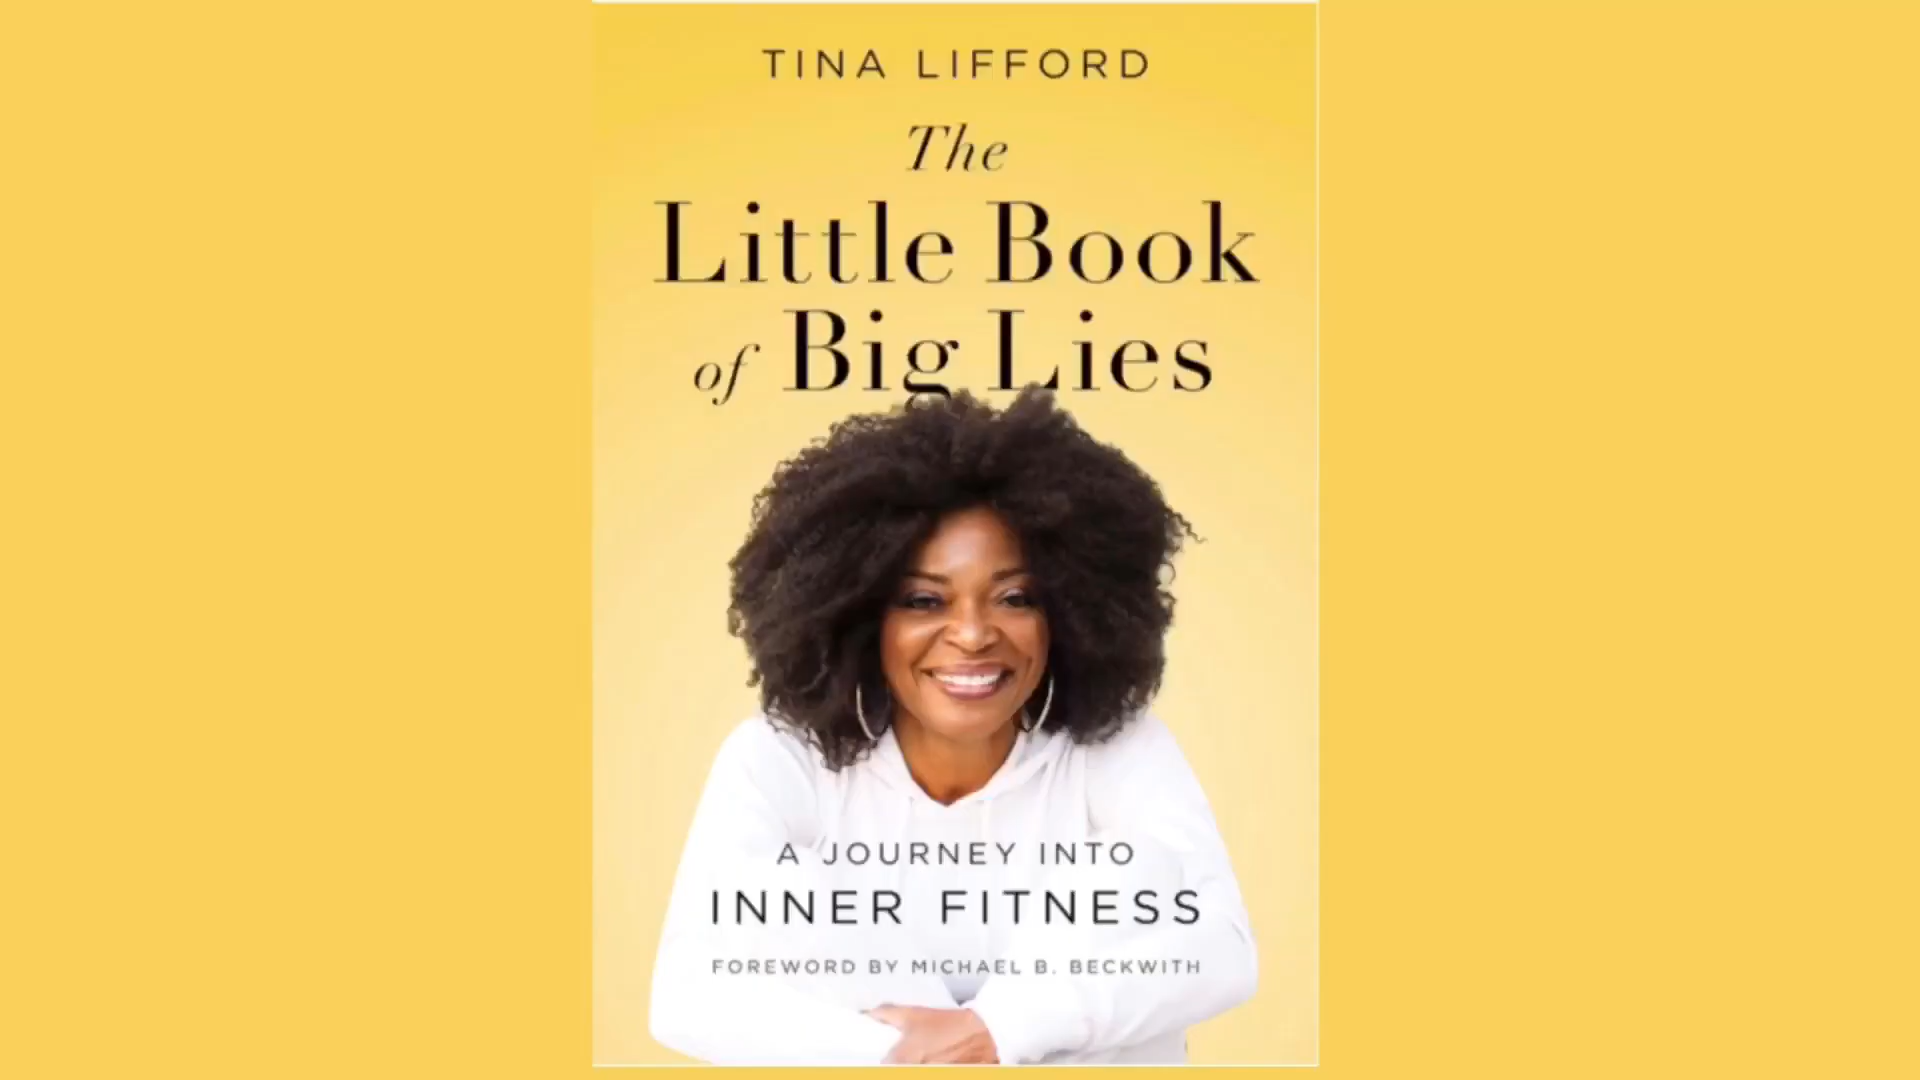 TINA LIFFORD
The
Little Book
of Big Lies
A JOURNEY INTO
INNER FITNESS
FOREWORD BY MICHAEL B. BECKWITH